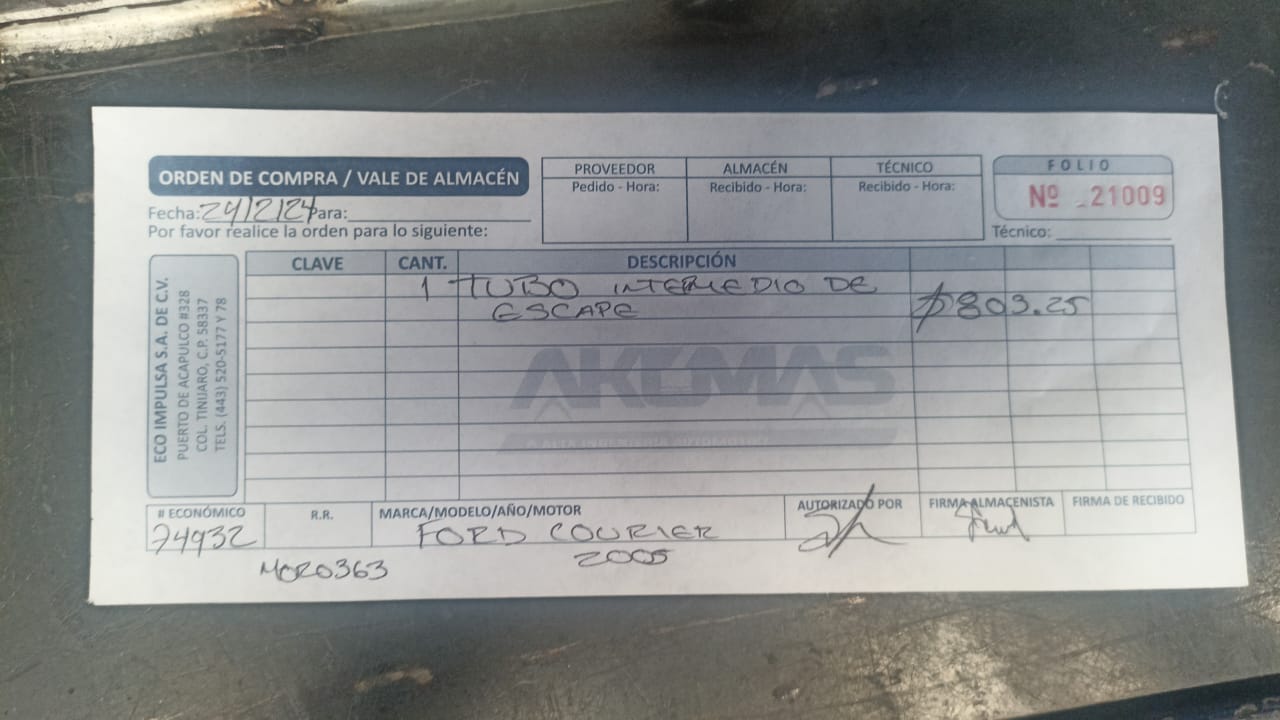 ORDEN DE COMPRA / VALE DE ALMACÉN
Fecha: 24/2/24 Para:
Por favor realice la orden para lo siguiente:
PROVEEDOR ALMACÉN TÉCNICO
Pedido - Hora: Recibido - Hora: Recibido - Hora:
FOLIO
Nº 21009
Técnico:
ECO IMPULSA S.A. DE C.V.
PUERTO DE ACAPULCO #328
COL. TINIJARO, C.P. 58337
TELS. (443) 520-5177 Y 78
CLAVE CANT. DESCRIPCIÓN
1 TUBO INTEMEDIO DE
ESCAPE $803.25
AKCMAS
# ECONÓMICO R.R. MARCA/MODELO/AÑO/MOTOR AUTORIZADO POR FIRMA ALMACENISTA FIRMA DE RECIBIDO
74932 FORD COURIER
2005
MOR0363